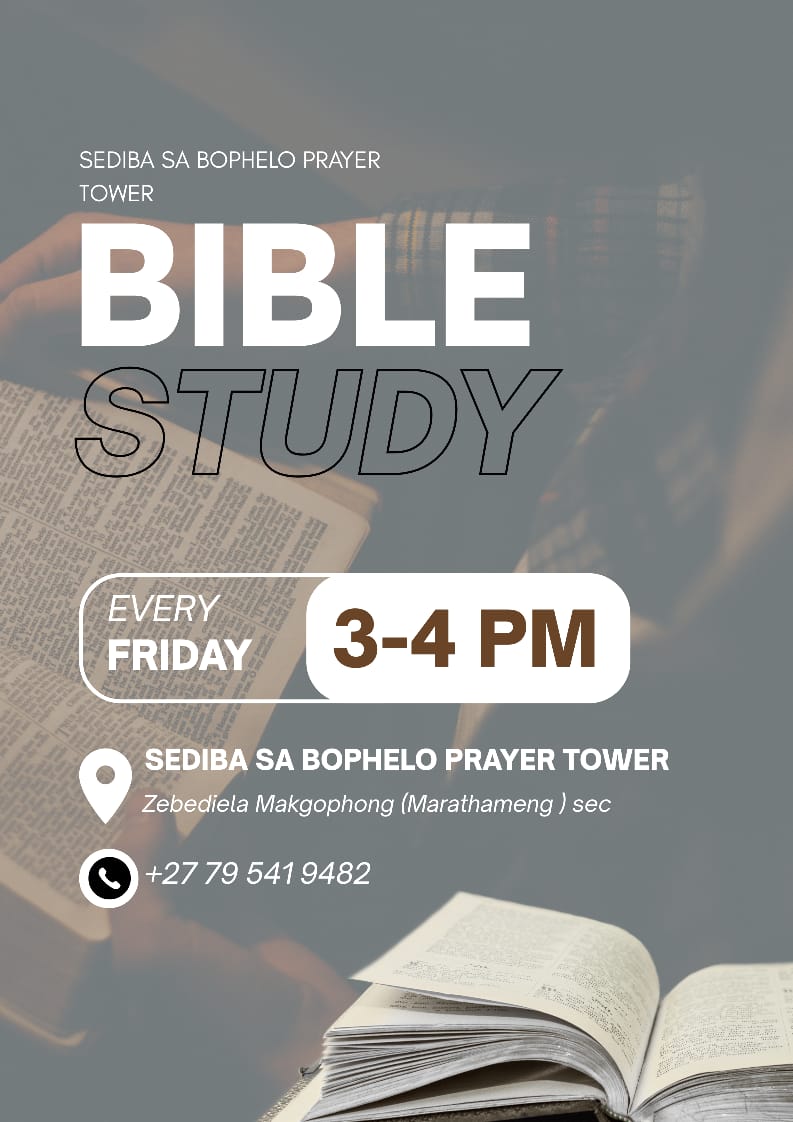 SEDIBA SA BOPHELO PRAYER
TOWER
BIBLE
STUDY
EVERY
FRIDAY
3-4 PM
SEDIBA SA BOPHELO PRAYER TOWER
Zebediela Makgophong (Marathameng ) sec
+27 79 541 9482